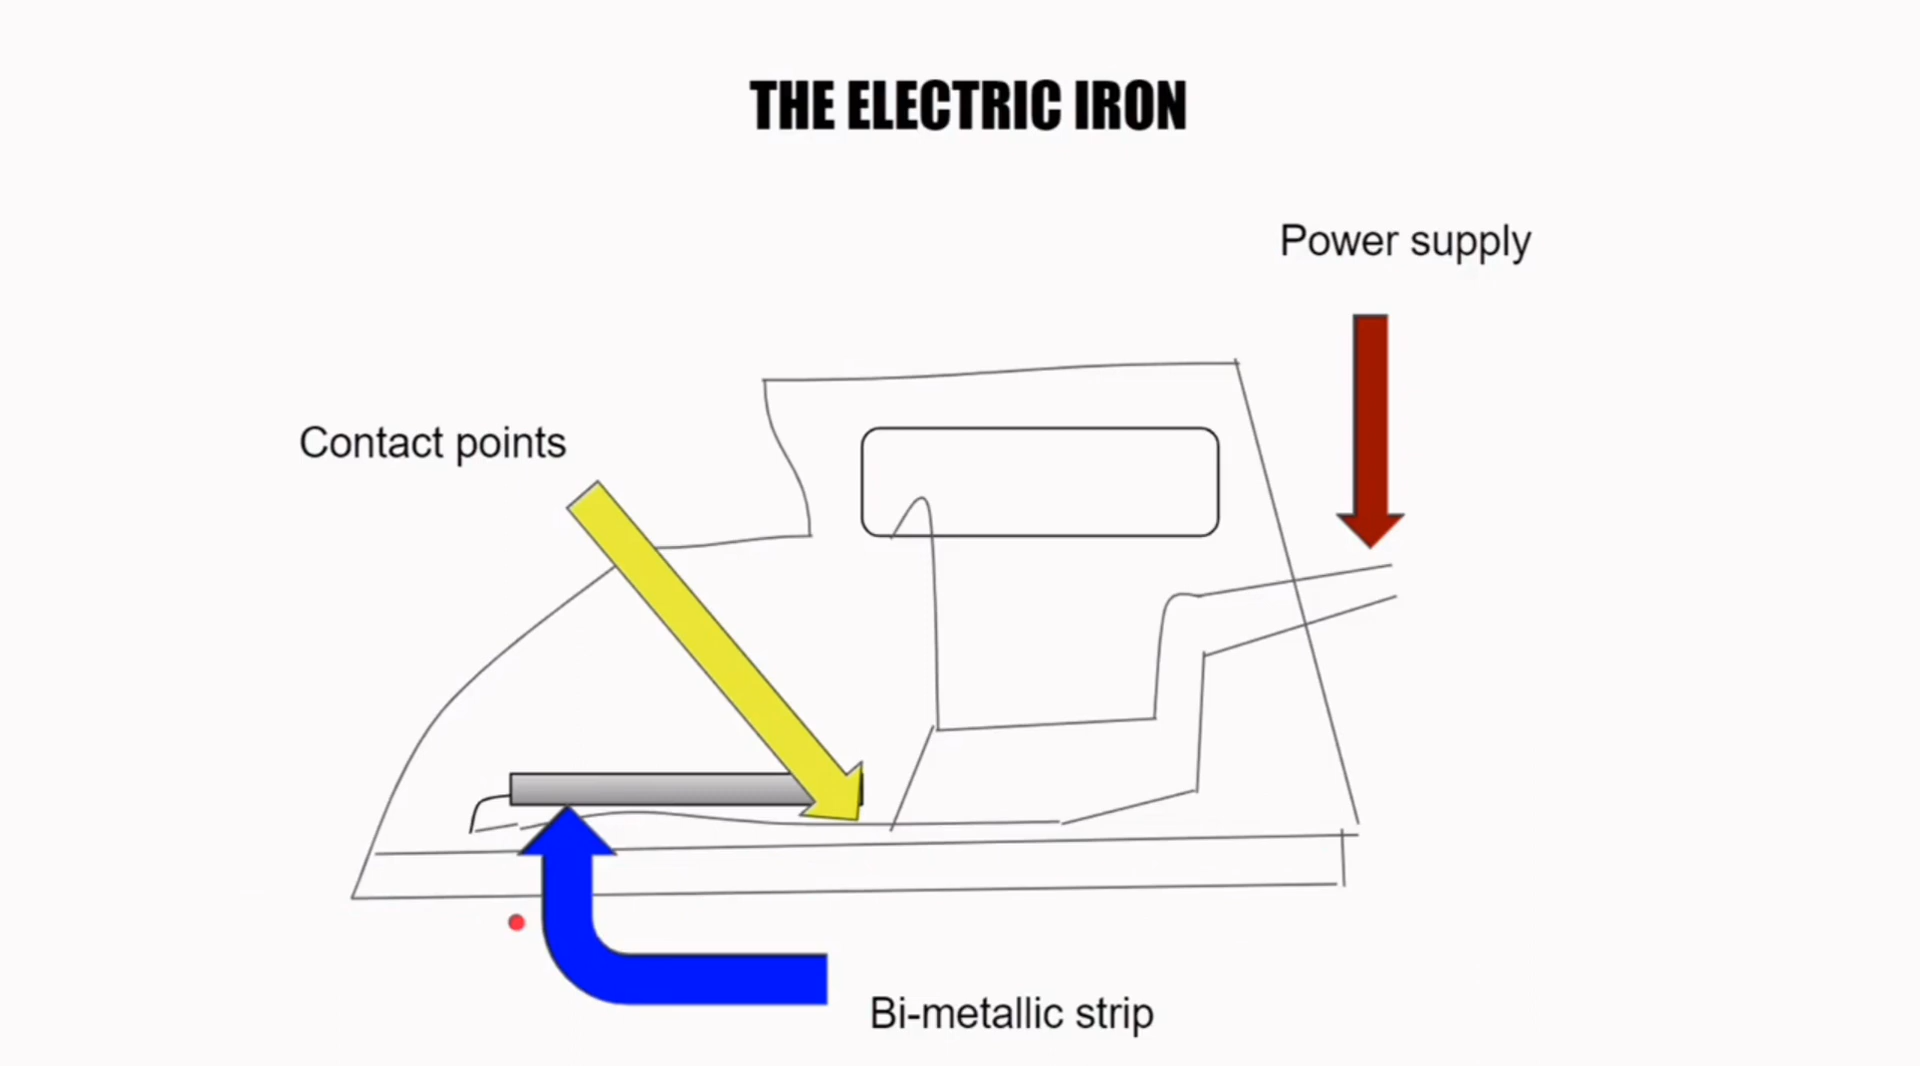 THE ELECTRIC IRON
Power supply
Contact points
Bi-metallic strip